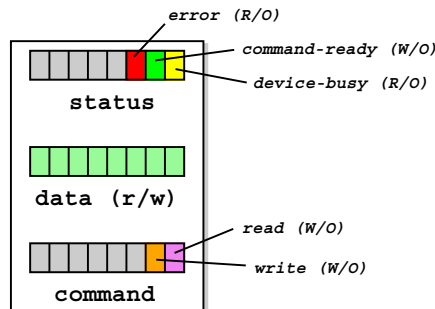 error (R/O)
command-ready (W/O)
device-busy (R/O)
status
data (r/w)
read (W/O)
write (W/O)
command